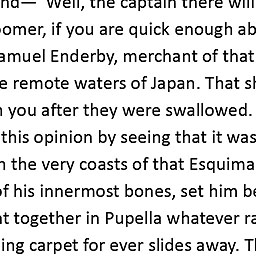 nd— "Well, the captain there will
omer, if you are quick enough ab
amuel Enderby, merchant of that
e remote waters of Japan. That sh
n you after they were swallowed.
this opinion by seeing that it was
n the very coasts of that Esquima
of his innermost bones, set him be
nt together in Pupella whatever ra
ing carpet for ever slides away. Th